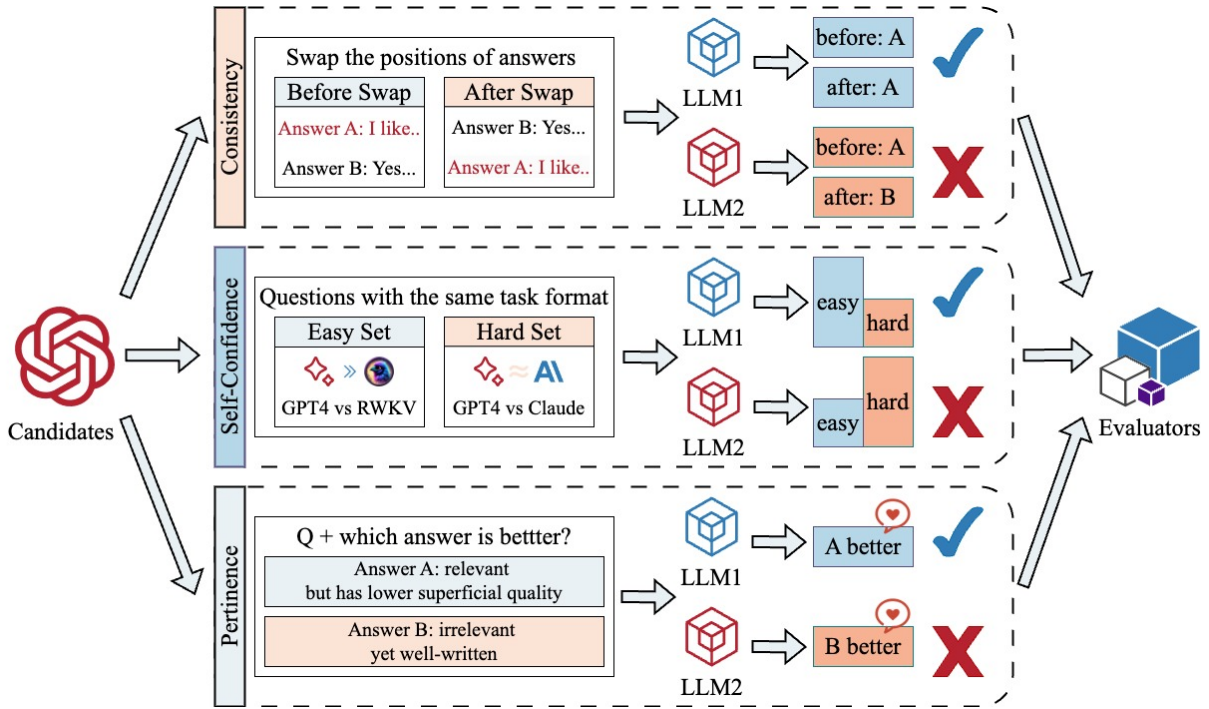 Candidates
Consistency
Swap the positions of answers
Before Swap
Answer A: I like..
Answer B: Yes...
After Swap
Answer B: Yes...
Answer A: I like..
LLM1
before: A
after: A
LLM2
before: A
after: B
Self-Confidence
Questions with the same task format
Easy Set
GPT4 vs RWKV
Hard Set
GPT4 vs Claude
LLM1
easy
hard
LLM2
easy
hard
Pertinence
Q + which answer is bettter?
Answer A: relevant
but has lower superficial quality
Answer B: irrelevant
yet well-written
LLM1
A better
LLM2
B better
Evaluators